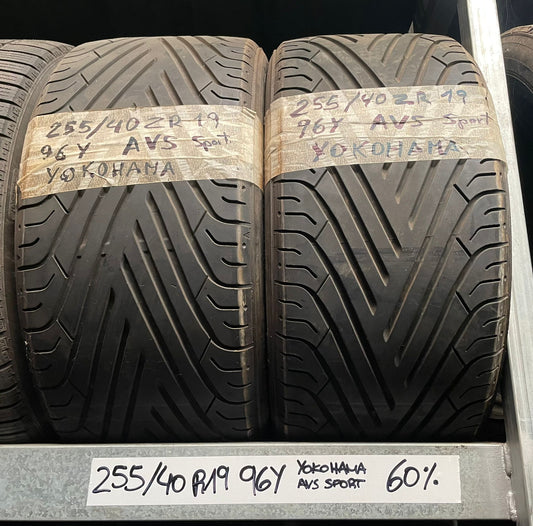 255/40 ZR 19
96Y AVS Sport
YOKOHAMA
255/40 ZR 19
96Y AVS Sport
YOKOHAMA
255/40 R19 96Y YOKOHAMA AVS SPORT 60%